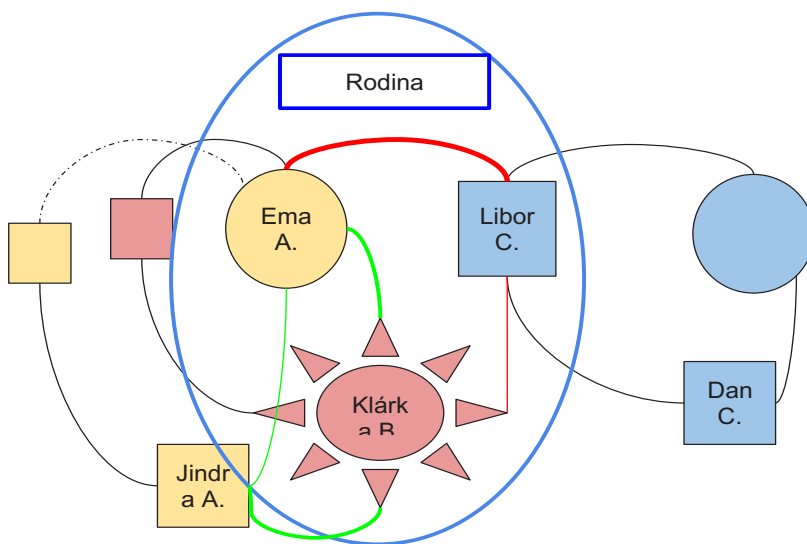 Rodina
Ema
A.
Libor
C.
Klárk
a B
Dan
C.
Jindr
a A.